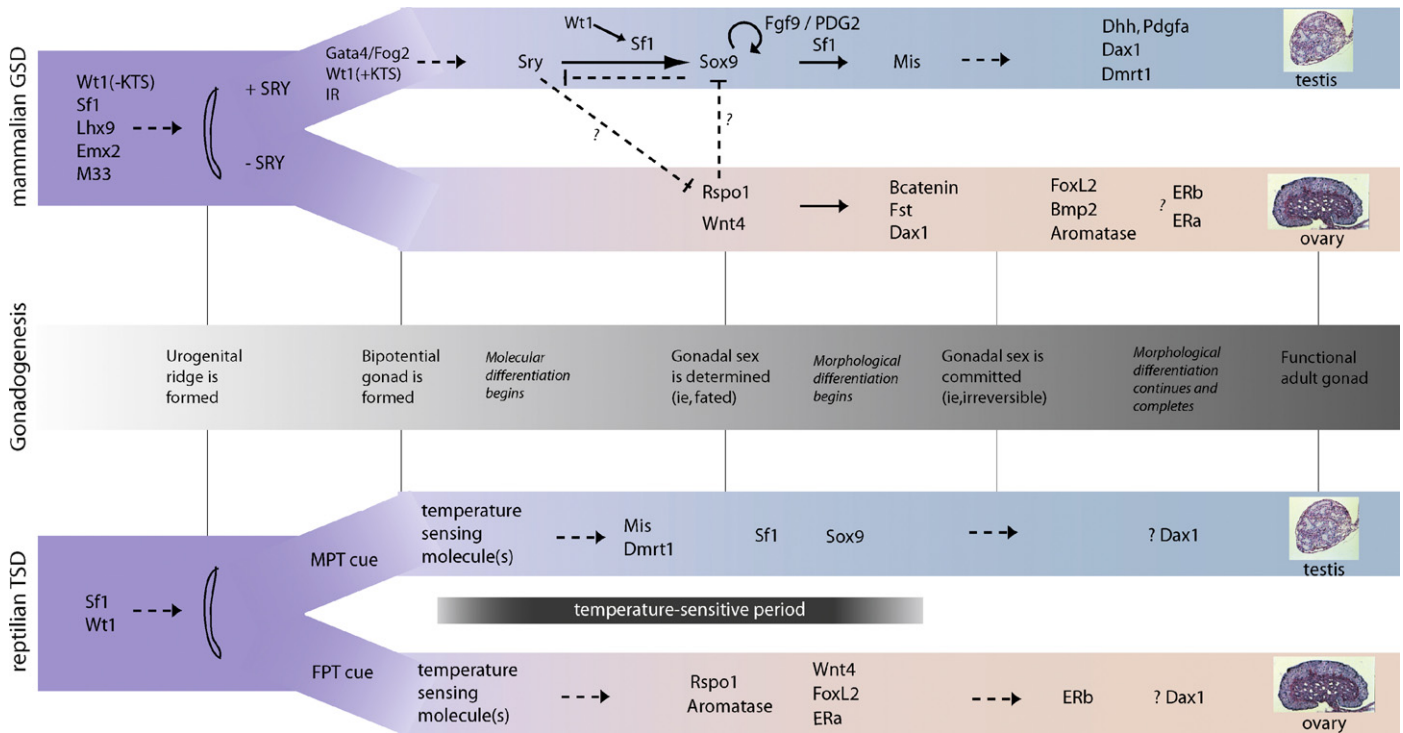 mammalian GSD
Wt1(-KTS)
Sf1
Lhx9
Emx2
M33
+ SRY
- SRY
Gata4/Fog2
Wt1(+KTS)
IR
Sry
Wt1
Sf1
Sox9
Fgf9 / PDG2
Sf1
Mis
Dhh, Pdgfa
Dax1
Dmrt1
testis
?
?
Rspo1
Wnt4
Bcatenin
Fst
Dax1
FoxL2
Bmp2
Aromatase
?
ERb
ERa
ovary
Gonadogenesis
Urogenital
ridge is
formed
Bipotential
gonad is
formed
Molecular
differentiation
begins
Gonadal sex
is determined
(ie, fated)
Morphological
differentiation
begins
Gonadal sex is
committed
(ie,irreversible)
Morphological
differentiation
continues and
completes
Functional
adult gonad
reptilian TSD
Sf1
Wt1
MPT cue
FPT cue
temperature
sensing
molecule(s)
Mis
Dmrt1
Sf1
Sox9
? Dax1
testis
temperature-sensitive period
temperature
sensing
molecule(s)
Rspo1
Aromatase
Wnt4
FoxL2
ERa
ERb
? Dax1
ovary